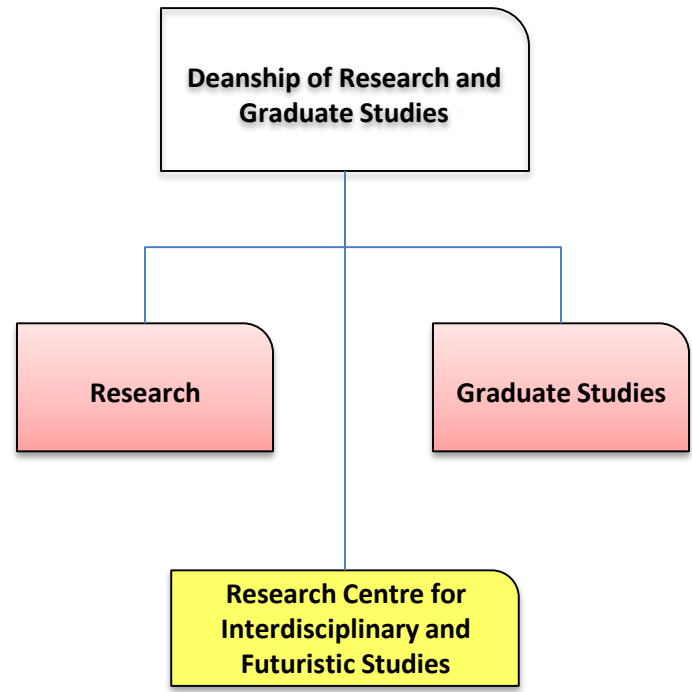 Deanship of Research and
Graduate Studies
Research
Graduate Studies
Research Centre for
Interdisciplinary and
Futuristic Studies